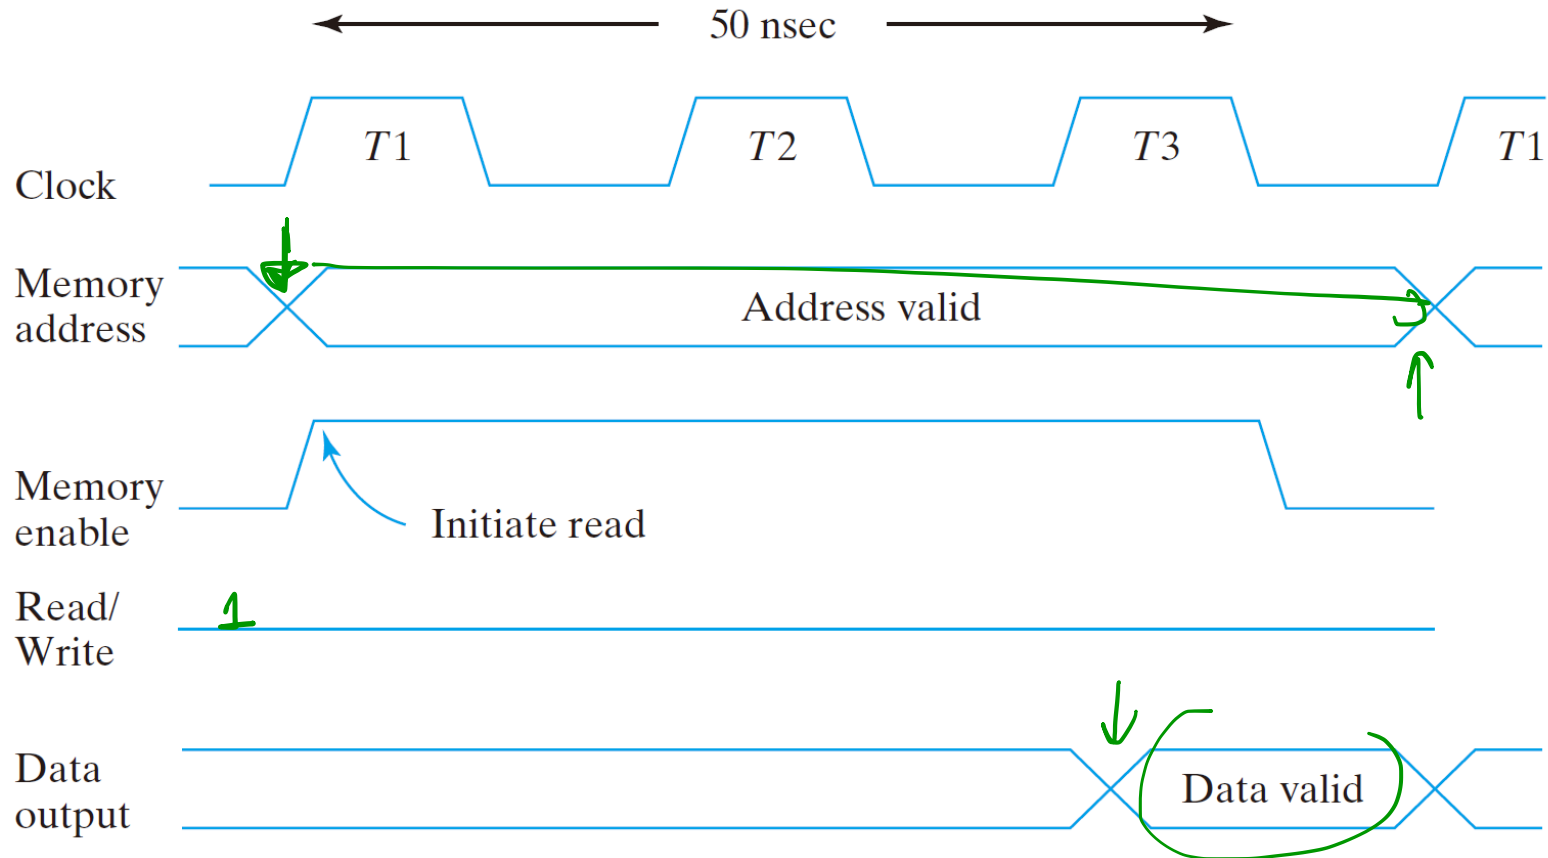 50 nsec
T1 T2 T3 T1
Clock
Memory
address
Address valid
Memory
enable
Initiate read
Read/
Write
1
Data
output
Data valid